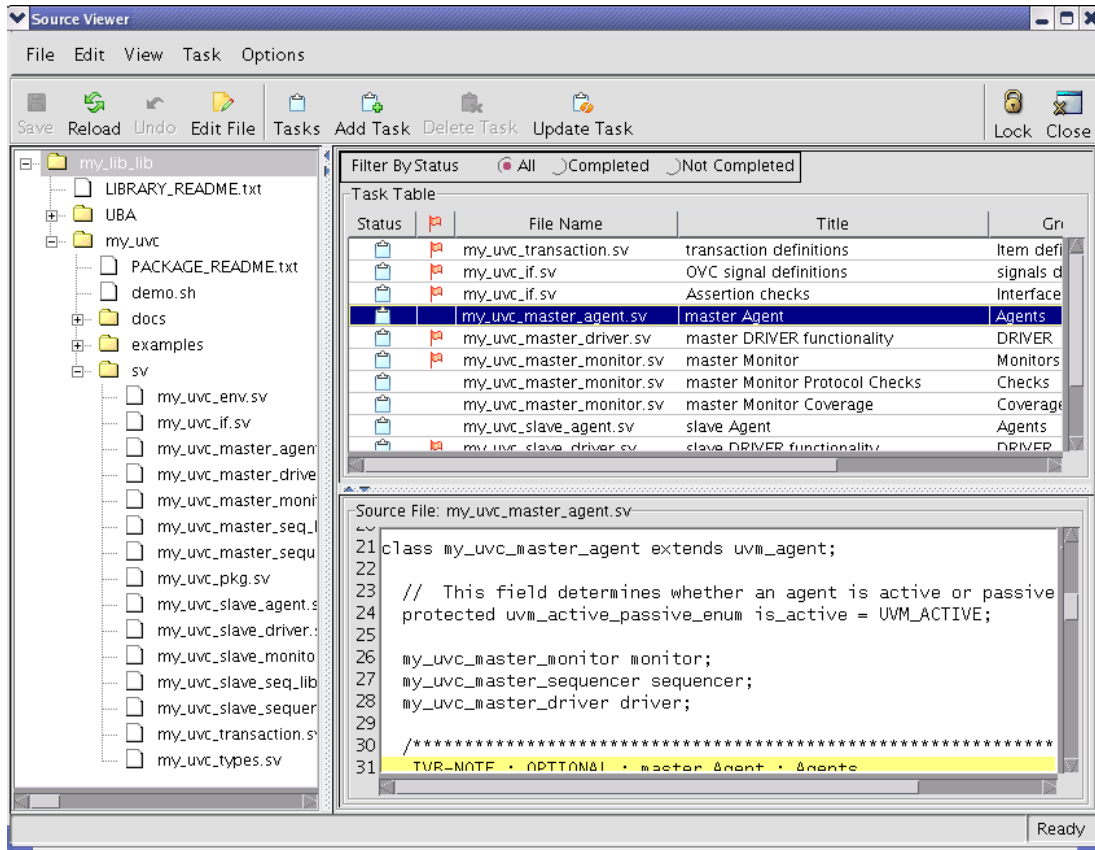 Source Viewer
File Edit View Task Options
Save Reload Undo Edit File Tasks Add Task Delete Task Update Task Lock Close
my_lib_lib
LIBRARY_README.txt
UBA
my_uvc
PACKAGE_README.txt
demo.sh
docs
examples
sv
my_uvc_env.sv
my_uvc_if.sv
my_uvc_master_agen
my_uvc_master_drive
my_uvc_master_moni
my_uvc_master_seq_l
my_uvc_master_sequ
my_uvc_pkg.sv
my_uvc_slave_agent.s
my_uvc_slave_driver.
my_uvc_slave_monito
my_uvc_slave_seq_lib
my_uvc_slave_sequer
my_uvc_transaction.s
my_uvc_types.sv
Filter By Status All Completed Not Completed
Task Table
Status File Name Title Gr
my_uvc_transaction.sv transaction definitions Item defi
my_uvc_if.sv OVC signal definitions signals d
my_uvc_if.sv Assertion checks Interface
my_uvc_master_agent.sv master Agent Agents
my_uvc_master_driver.sv master DRIVER functionality DRIVER
my_uvc_master_monitor.sv master Monitor Monitors
my_uvc_master_monitor.sv master Monitor Protocol Checks Checks
my_uvc_master_monitor.sv master Monitor Coverage Coverage
my_uvc_slave_agent.sv slave Agent Agents
my_uvc_slave_driver.sv slave DRIVER functionality DRIVER
Source File: my_uvc_master_agent.sv
20
21 class my_uvc_master_agent extends uvm_agent;
22
23 // This field determines whether an agent is active or passive
24 protected uvm_active_passive_enum is_active = UVM_ACTIVE;
25
26 my_uvc_master_monitor monitor;
27 my_uvc_master_sequencer sequencer;
28 my_uvc_master_driver driver;
29
30 /**************************************************************
31 IVB-NOTE : OPTIONAL : master Agent : Agents
Ready